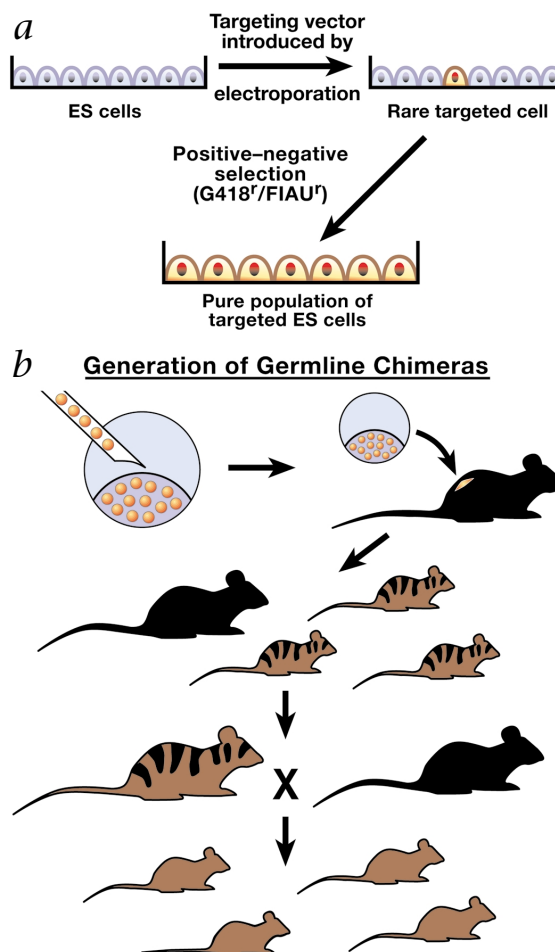 a
Targeting vector
introduced by
electroporation
ES cells
Rare targeted cell
Positive–negative
selection
(G418r/FIAUr)
Pure population of
targeted ES cells
b
Generation of Germline Chimeras
X